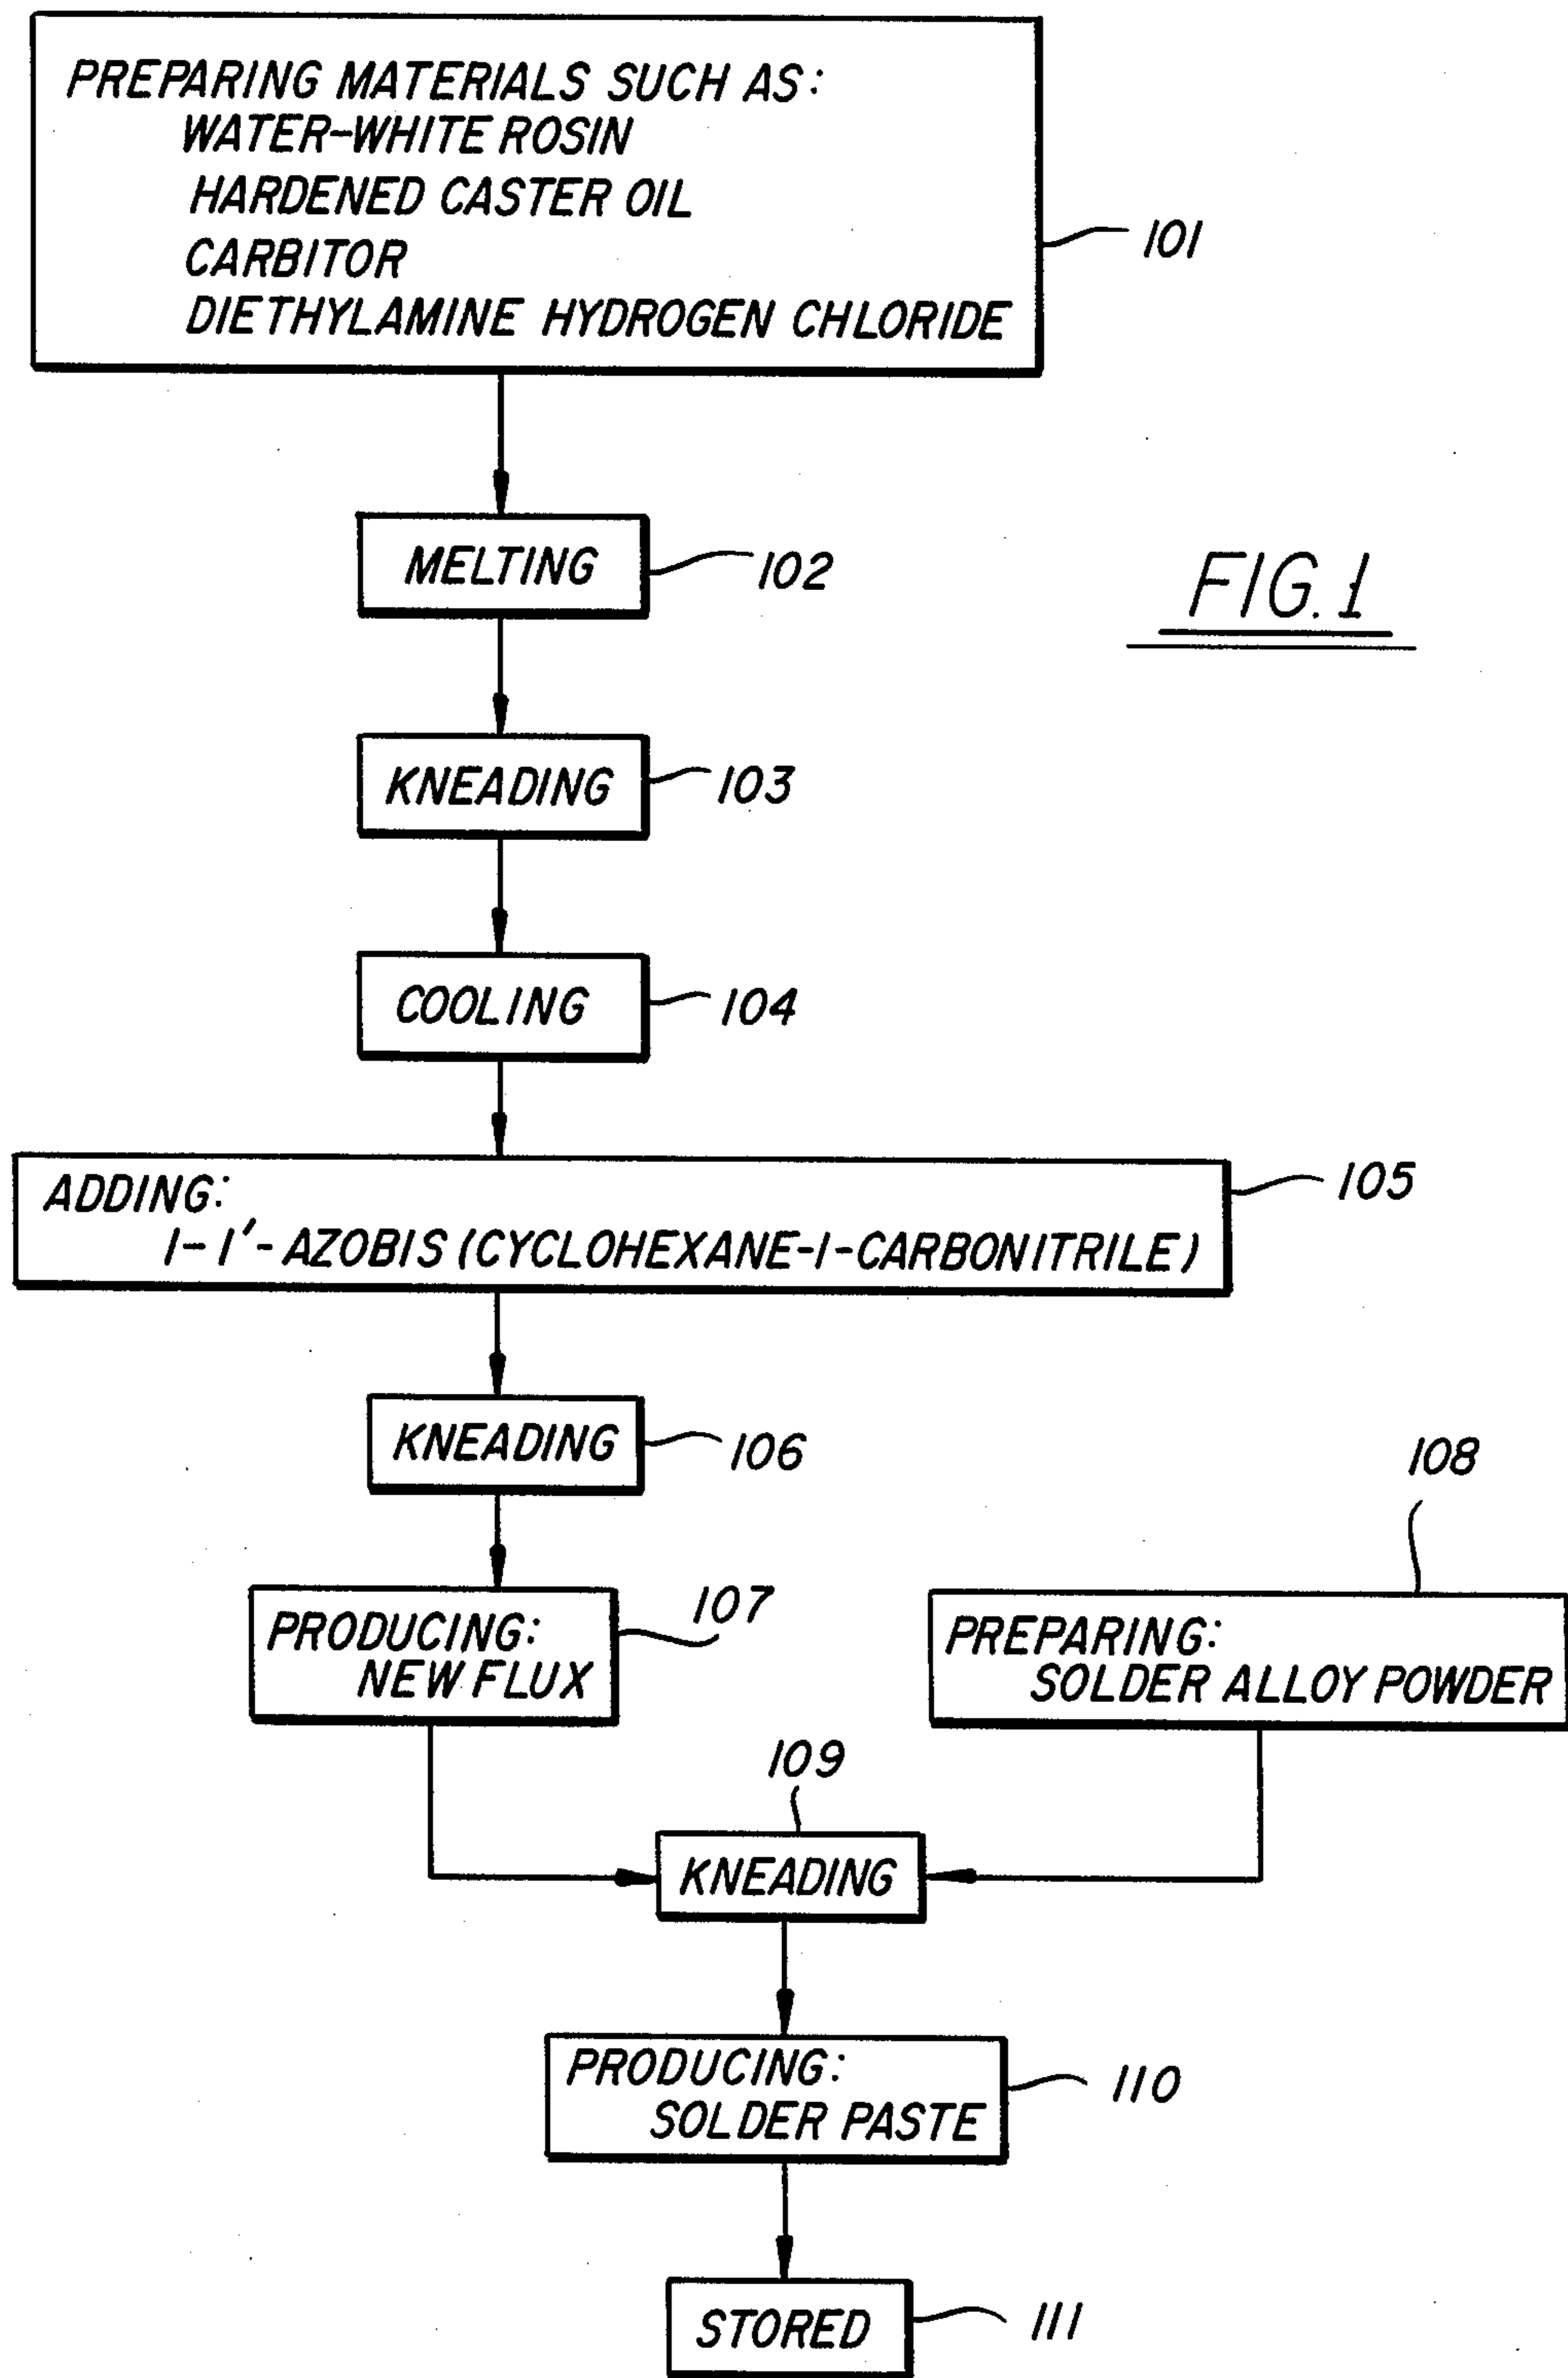 PREPARING MATERIALS SUCH AS:
WATER-WHITE ROSIN
HARDENED CASTER OIL
CARBITOR
DIETHYLAMINE HYDROGEN CHLORIDE
101
MELTING
102
FIG. 1
KNEADING
103
COOLING
104
ADDING:
1-1'-AZOBIS (CYCLOHEXANE-1-CARBONITRILE)
105
KNEADING
106
PRODUCING:
NEW FLUX
107
108
PREPARING:
SOLDER ALLOY POWDER
109
KNEADING
PRODUCING:
SOLDER PASTE
110
STORED
111